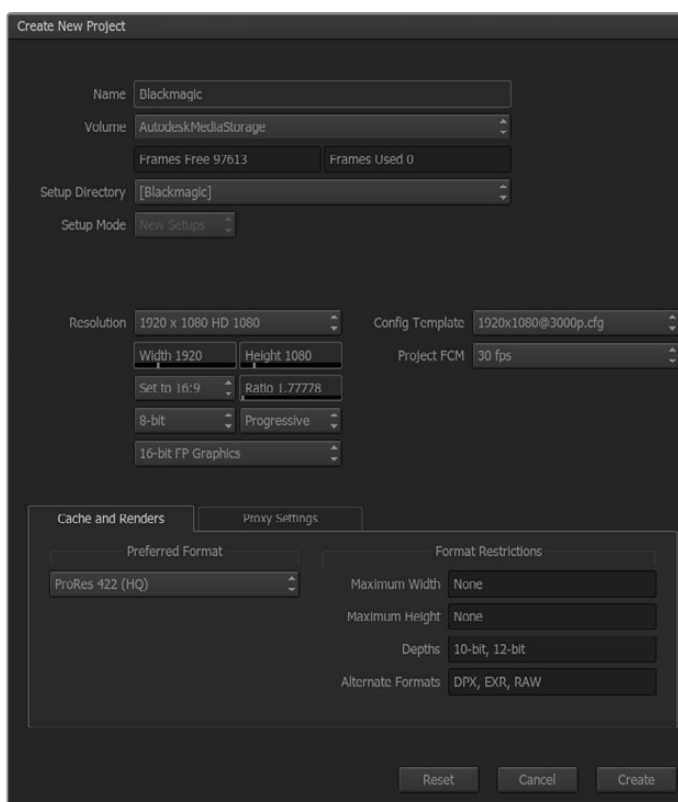 Create New Project
Name Blackmagic
Volume AutodeskMediaStorage
Frames Free 97613 Frames Used 0
Setup Directory [Blackmagic]
Setup Mode New Setups
Resolution 1920 x 1080 HD 1080 Config Template 1920x1080@3000p.cfg
Width 1920 Height 1080 Project FCM 30 fps
Set to 16:9 Ratio 1.77778
8-bit Progressive
16-bit FP Graphics
Cache and Renders Proxy Settings
Preferred Format Format Restrictions
ProRes 422 (HQ) Maximum Width None
Maximum Height None
Depths 10-bit, 12-bit
Alternate Formats DPX, EXR, RAW
Reset Cancel Create